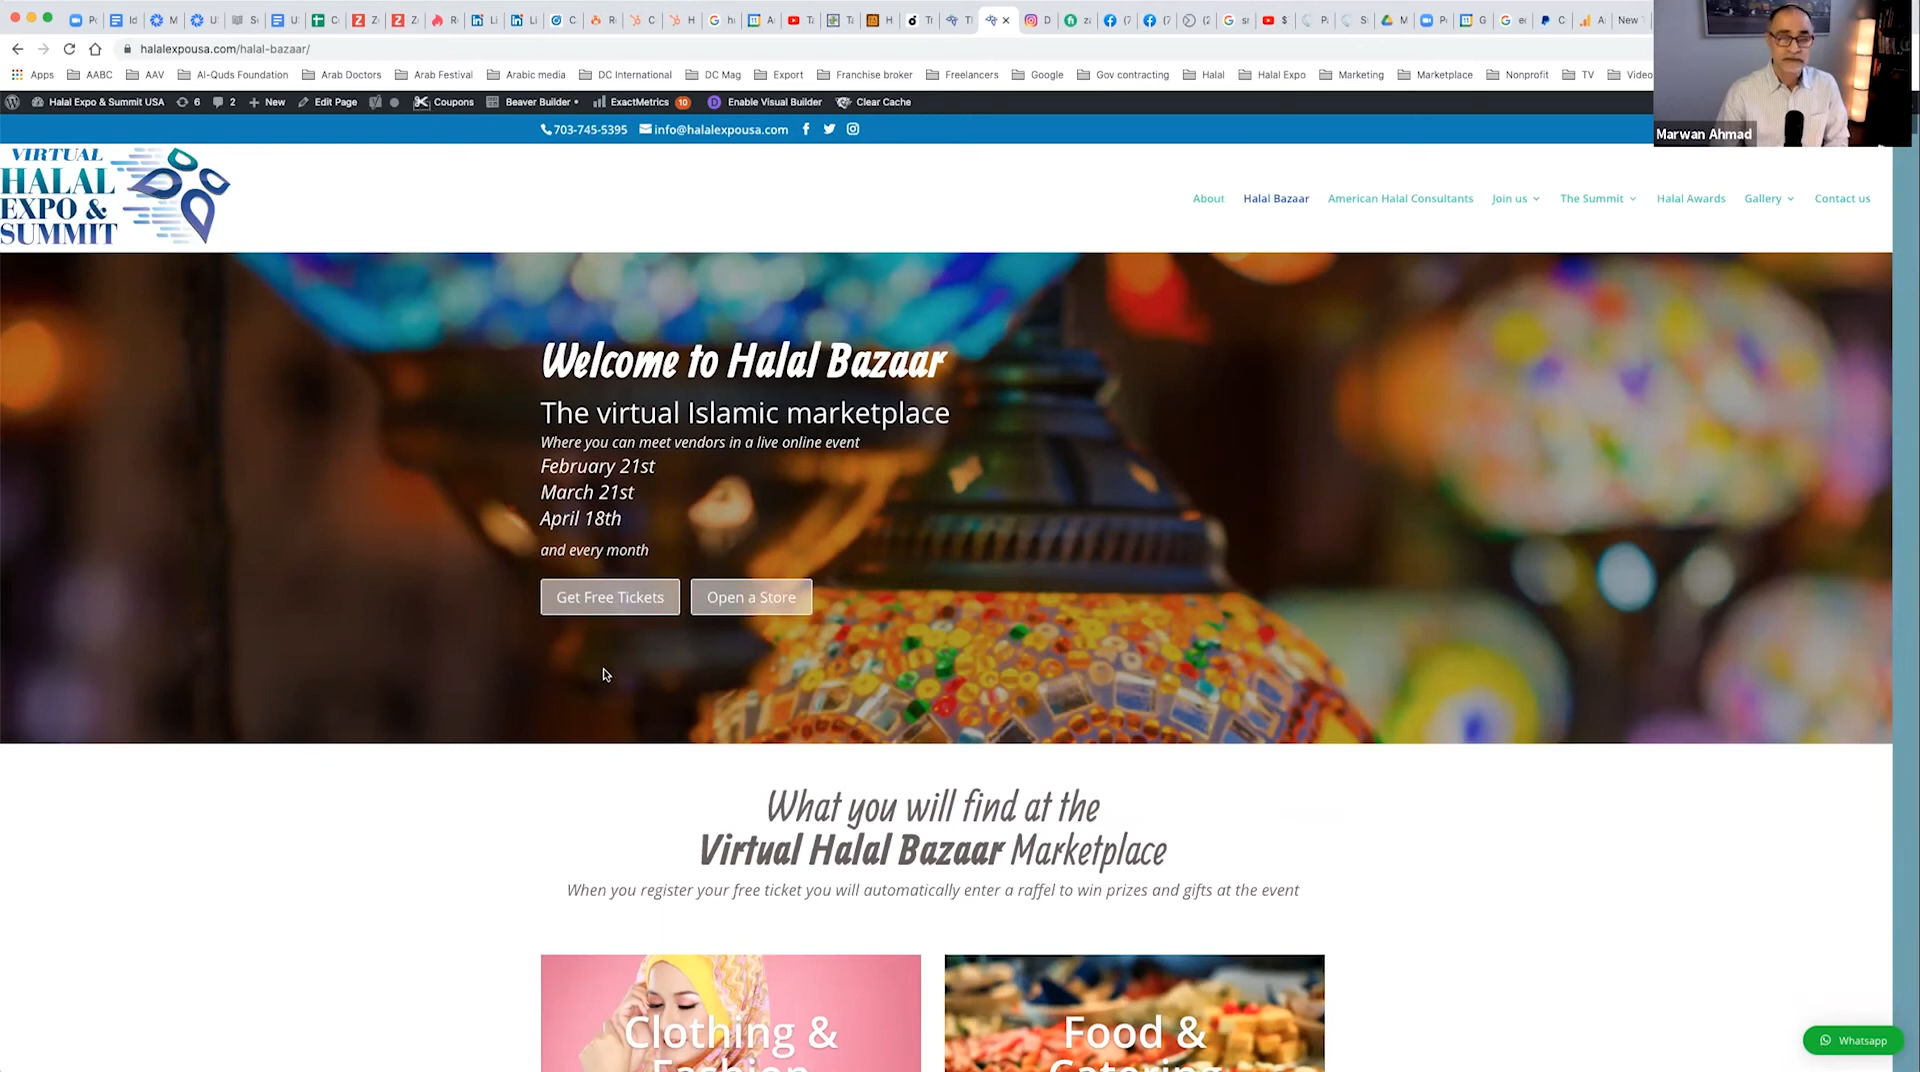 halalexpousa.com/halal-bazaar/
Apps AABC AAV Al-Quds Foundation Arab Doctors Arab Festival Arabic media DC International DC Mag Export Franchise broker Freelancers Google Gov contracting Halal Halal Expo Marketing Marketplace Nonprofit TV Video
Halal Expo & Summit USA 6 2 New Edit Page Coupons Beaver Builder ExactMetrics 10 Enable Visual Builder Clear Cache
Marwan Ahmad
703-745-5395 info@halalexpousa.com
VIRTUAL
HALAL
EXPO &
SUMMIT
About Halal Bazaar American Halal Consultants Join us The Summit Halal Awards Gallery Contact us
Welcome to Halal Bazaar
The virtual Islamic marketplace
Where you can meet vendors in a live online event
February 21st
March 21st
April 18th
and every month
Get Free Tickets Open a Store
What you will find at the
Virtual Halal Bazaar Marketplace
When you register your free ticket you will automatically enter a raffel to win prizes and gifts at the event
Clothing & Food &
Fashion Catering
Whatsapp